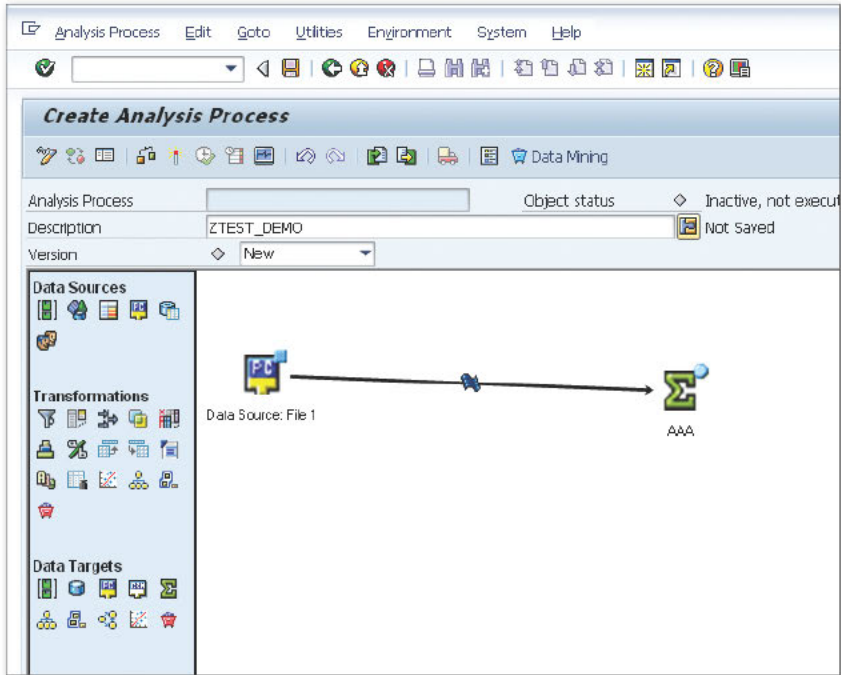 Analysis Process Edit Goto Utilities Environment System Help
Create Analysis Process
Data Mining
Analysis Process Object status Inactive, not execut
Description ZTEST_DEMO Not Saved
Version New
Data Sources
Transformations
Data Targets
PC
Data Source: File 1
AAA